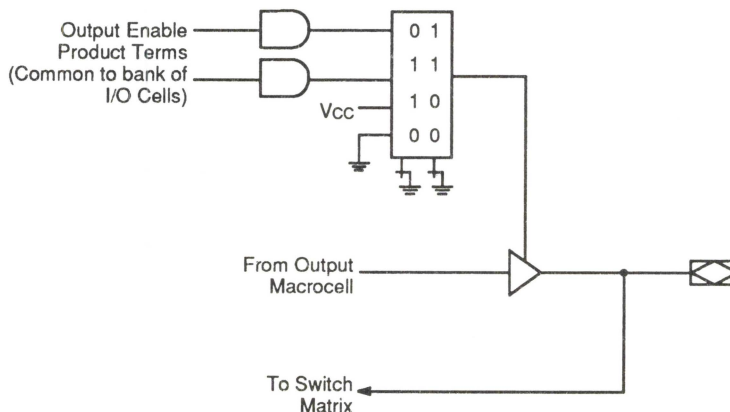 Output Enable
Product Terms
(Common to bank of
I/O Cells)
0 1
1 1
VCC
1 0
0 0
From Output
Macrocell
To Switch
Matrix